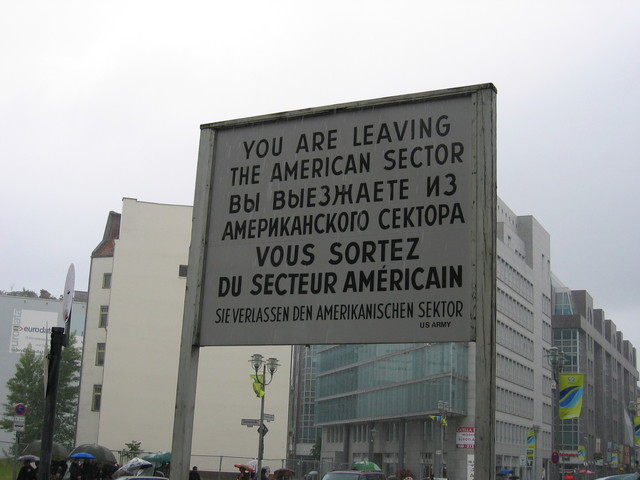 YOU ARE LEAVING
THE AMERICAN SECTOR
ВЫ ВЫЕЗЖАЕТЕ ИЗ
АМЕРИКАНСКОГО СЕКТОРА
VOUS SORTEZ
DU SECTEUR AMÉRICAIN
SIE VERLASSEN DEN AMERIKANISCHEN SEKTOR
US ARMY